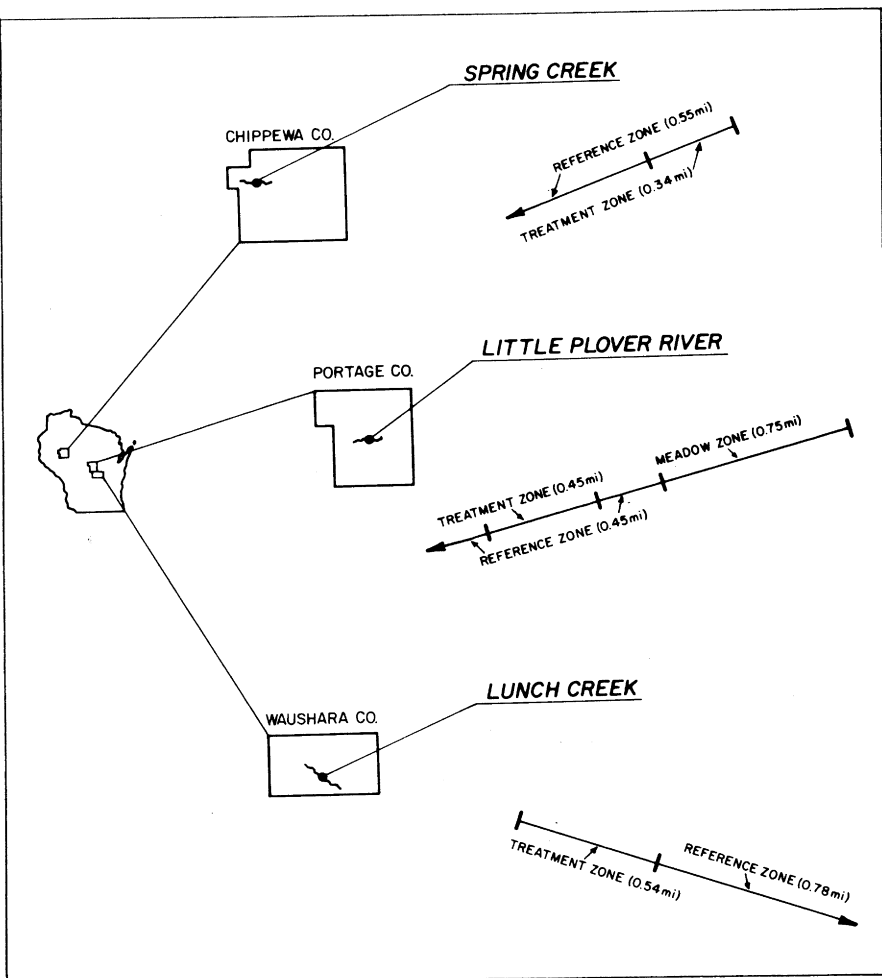 SPRING CREEK
CHIPPEWA CO.
REFERENCE ZONE (0.55mi)
TREATMENT ZONE (0.34mi)
LITTLE PLOVER RIVER
PORTAGE CO.
MEADOW ZONE (0.75mi)
TREATMENT ZONE (0.45mi)
REFERENCE ZONE (0.45mi)
LUNCH CREEK
WAUSHARA CO.
TREATMENT ZONE (0.54mi)
REFERENCE ZONE (0.78mi)